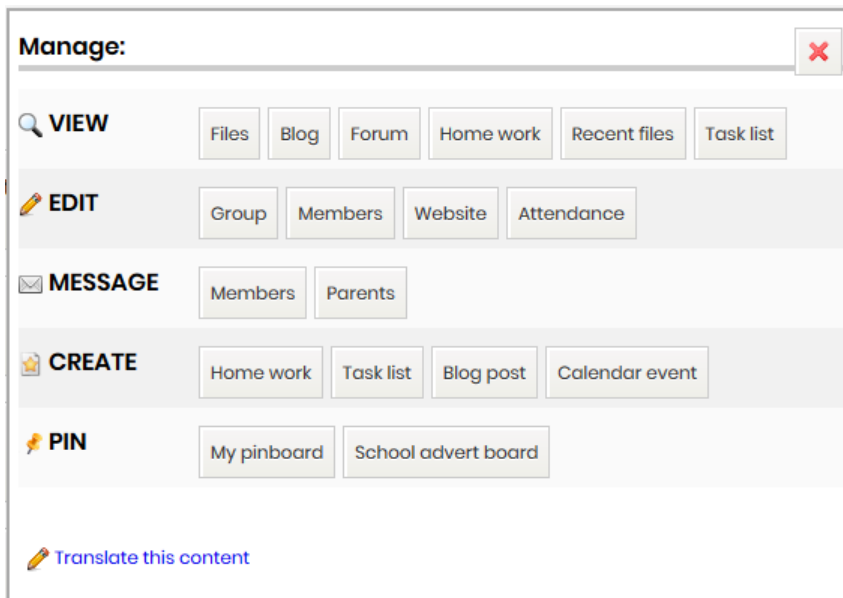 Manage:
VIEW Files Blog Forum Home work Recent files Task list
EDIT Group Members Website Attendance
MESSAGE Members Parents
CREATE Home work Task list Blog post Calendar event
PIN My pinboard School advert board
Translate this content